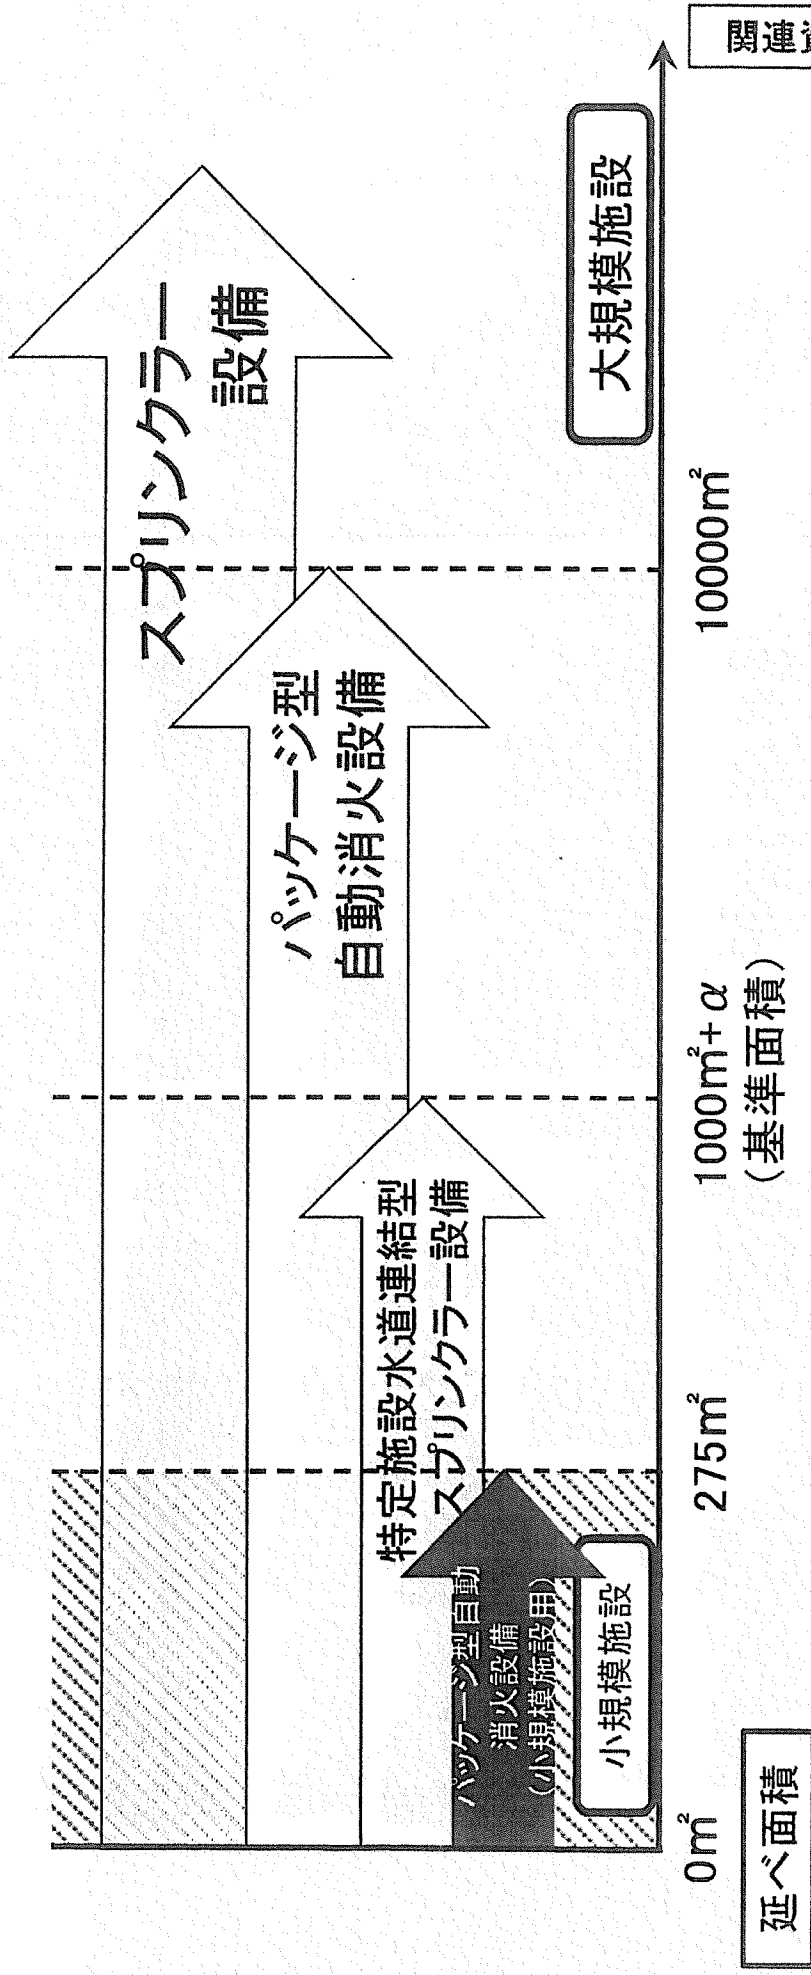 関連資
スプリンクラー
設備
パッケージ型
自動消火設備
特定施設水道連結型
スプリンクラー設備
パッケージ型自動
消火設備
（小規模施設用）
小規模施設
大規模施設
0㎡
275㎡
1000㎡+α
（基準面積）
10000㎡
延べ面積